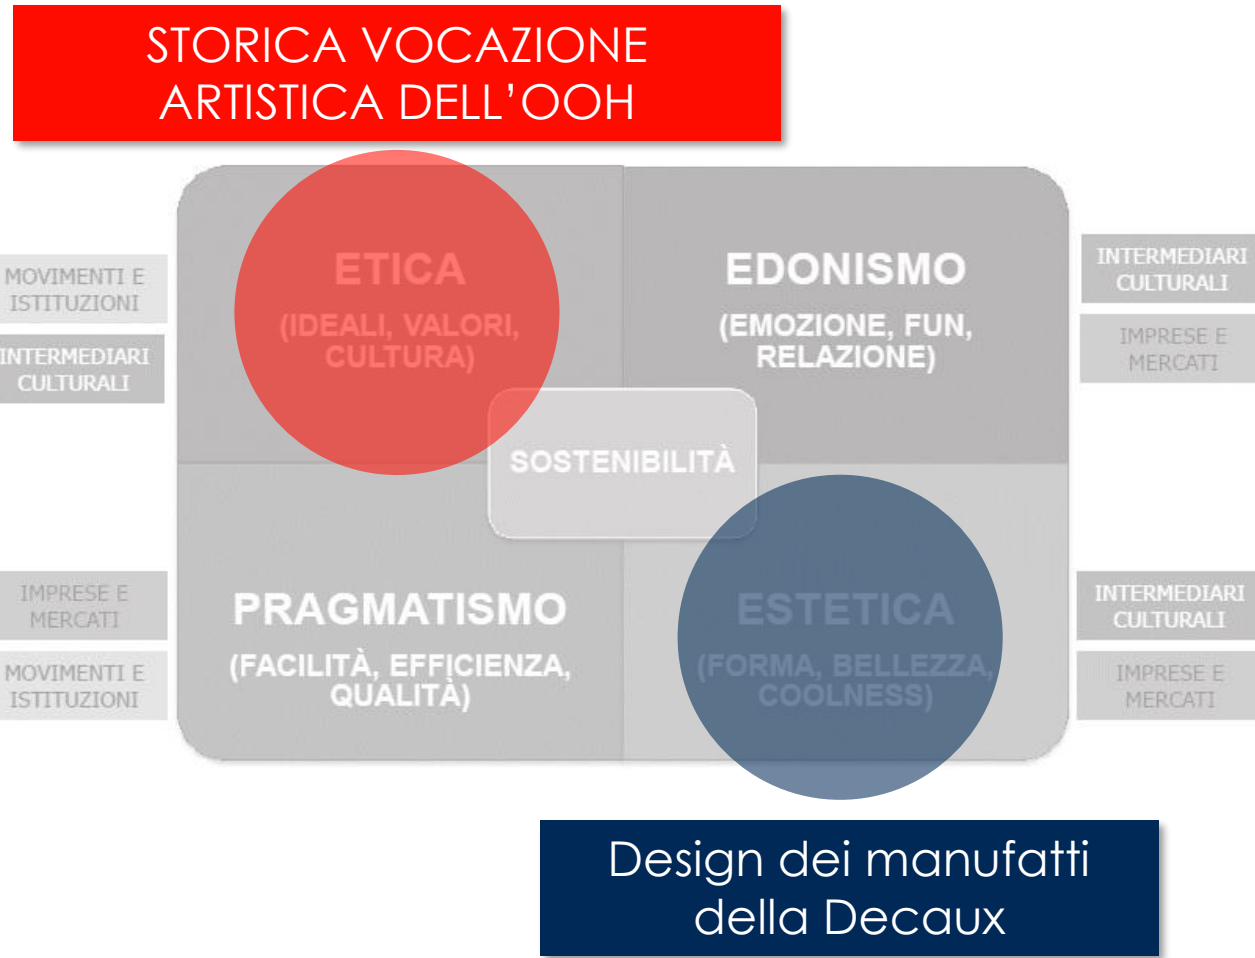 STORICA VOCAZIONE
ARTISTICA DELL’OOH
MOVIMENTI E
ISTITUZIONI
INTERMEDIARI
CULTURALI
ETICA
(IDEALI, VALORI,
CULTURA)
EDONISMO
(EMOZIONE, FUN,
RELAZIONE)
INTERMEDIARI
CULTURALI
IMPRESE E
MERCATI
SOSTENIBILITÀ
IMPRESE E
MERCATI
MOVIMENTI E
ISTITUZIONI
PRAGMATISMO
(FACILITÀ, EFFICIENZA,
QUALITÀ)
ESTETICA
(FORMA, BELLEZZA,
COOLNESS)
INTERMEDIARI
CULTURALI
IMPRESE E
MERCATI
Design dei manufatti
della Decaux